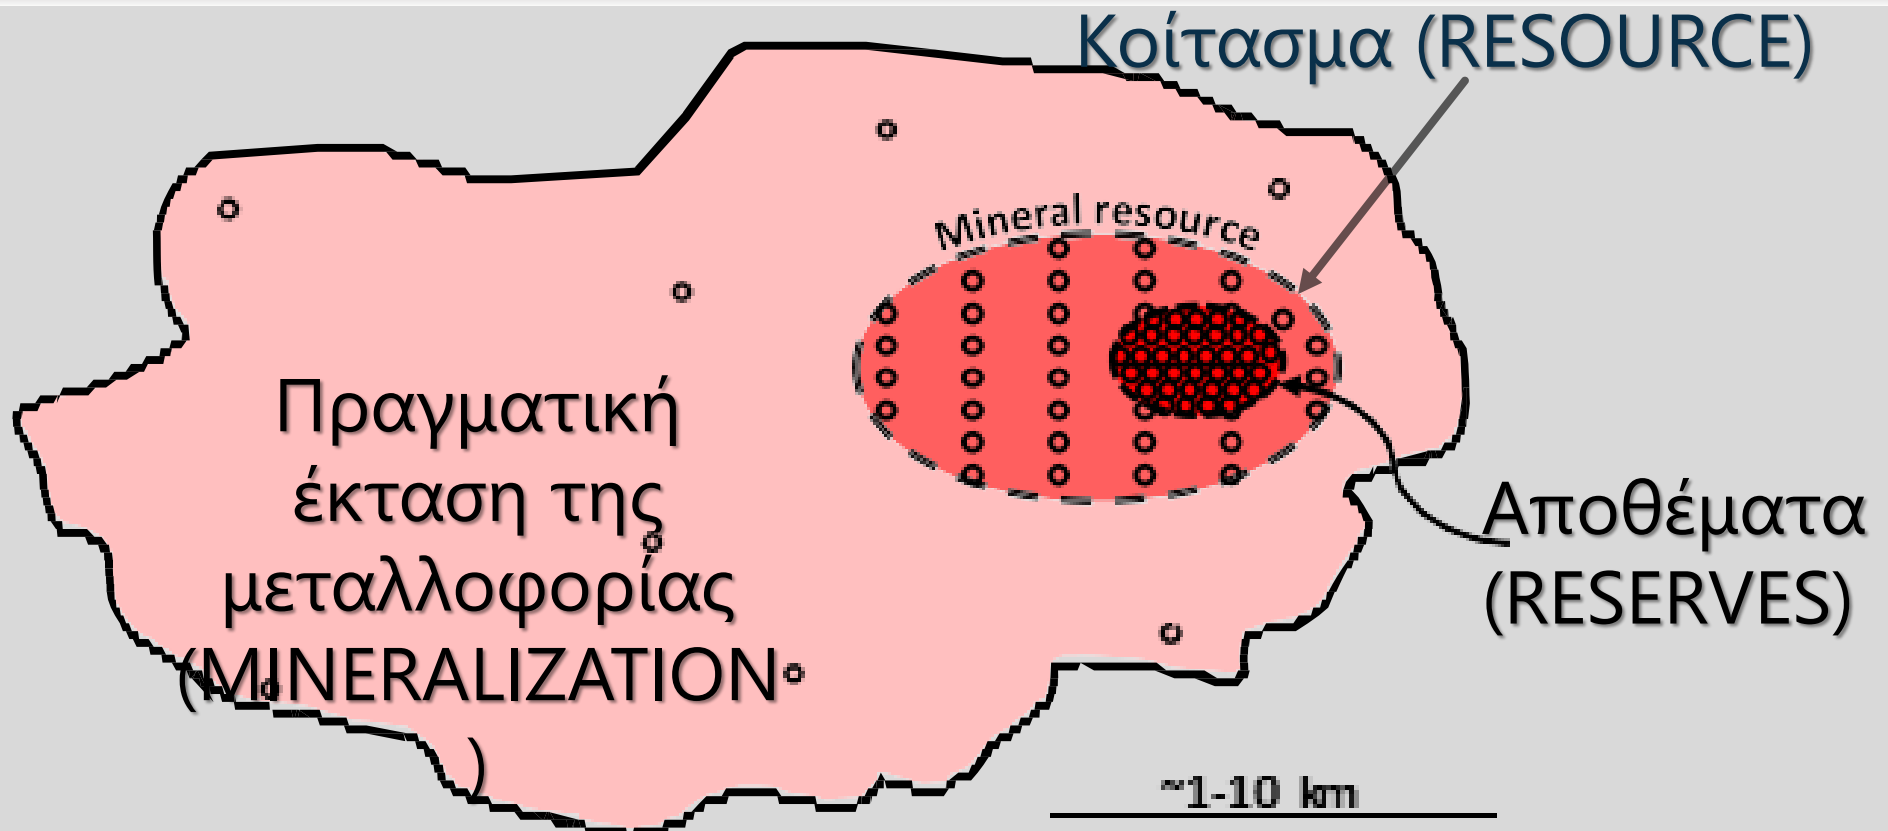 Κοίτασμα (RESOURCE)
Mineral resource
Πραγματική
έκταση της
μεταλλοφορίας
(MINERALIZATION
)
Αποθέματα
(RESERVES)
~1-10 km